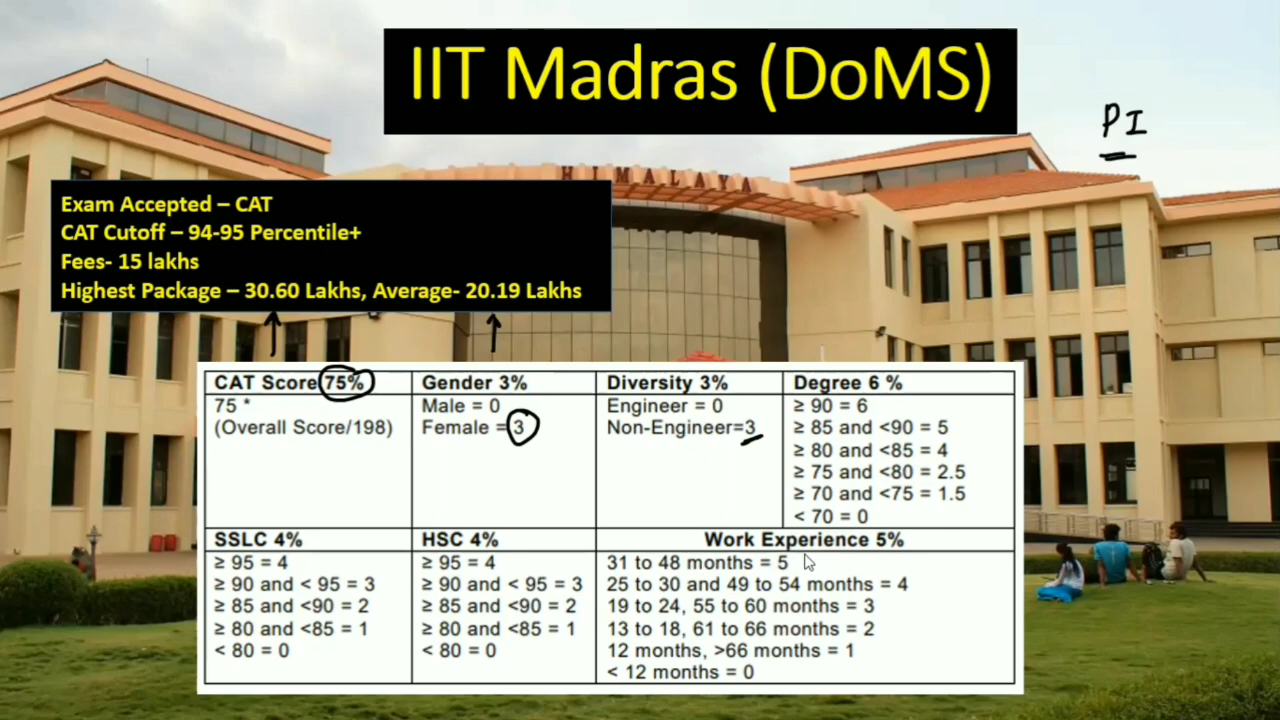 IIT Madras (DoMS)
PI
HIMALAYA
Exam Accepted – CAT
CAT Cutoff – 94-95 Percentile+
Fees- 15 lakhs
Highest Package – 30.60 Lakhs, Average- 20.19 Lakhs
CAT Score 75%
75 *
(Overall Score/198)
Gender 3%
Male = 0
Female = 3
Diversity 3%
Engineer = 0
Non-Engineer=3
Degree 6 %
≥ 90 = 6
≥ 85 and <90 = 5
≥ 80 and <85 = 4
≥ 75 and <80 = 2.5
≥ 70 and <75 = 1.5
< 70 = 0
SSLC 4%
≥ 95 = 4
≥ 90 and < 95 = 3
≥ 85 and <90 = 2
≥ 80 and <85 = 1
< 80 = 0
HSC 4%
≥ 95 = 4
≥ 90 and < 95 = 3
≥ 85 and <90 = 2
≥ 80 and <85 = 1
< 80 = 0
Work Experience 5%
31 to 48 months = 5
25 to 30 and 49 to 54 months = 4
19 to 24, 55 to 60 months = 3
13 to 18, 61 to 66 months = 2
12 months, >66 months = 1
< 12 months = 0